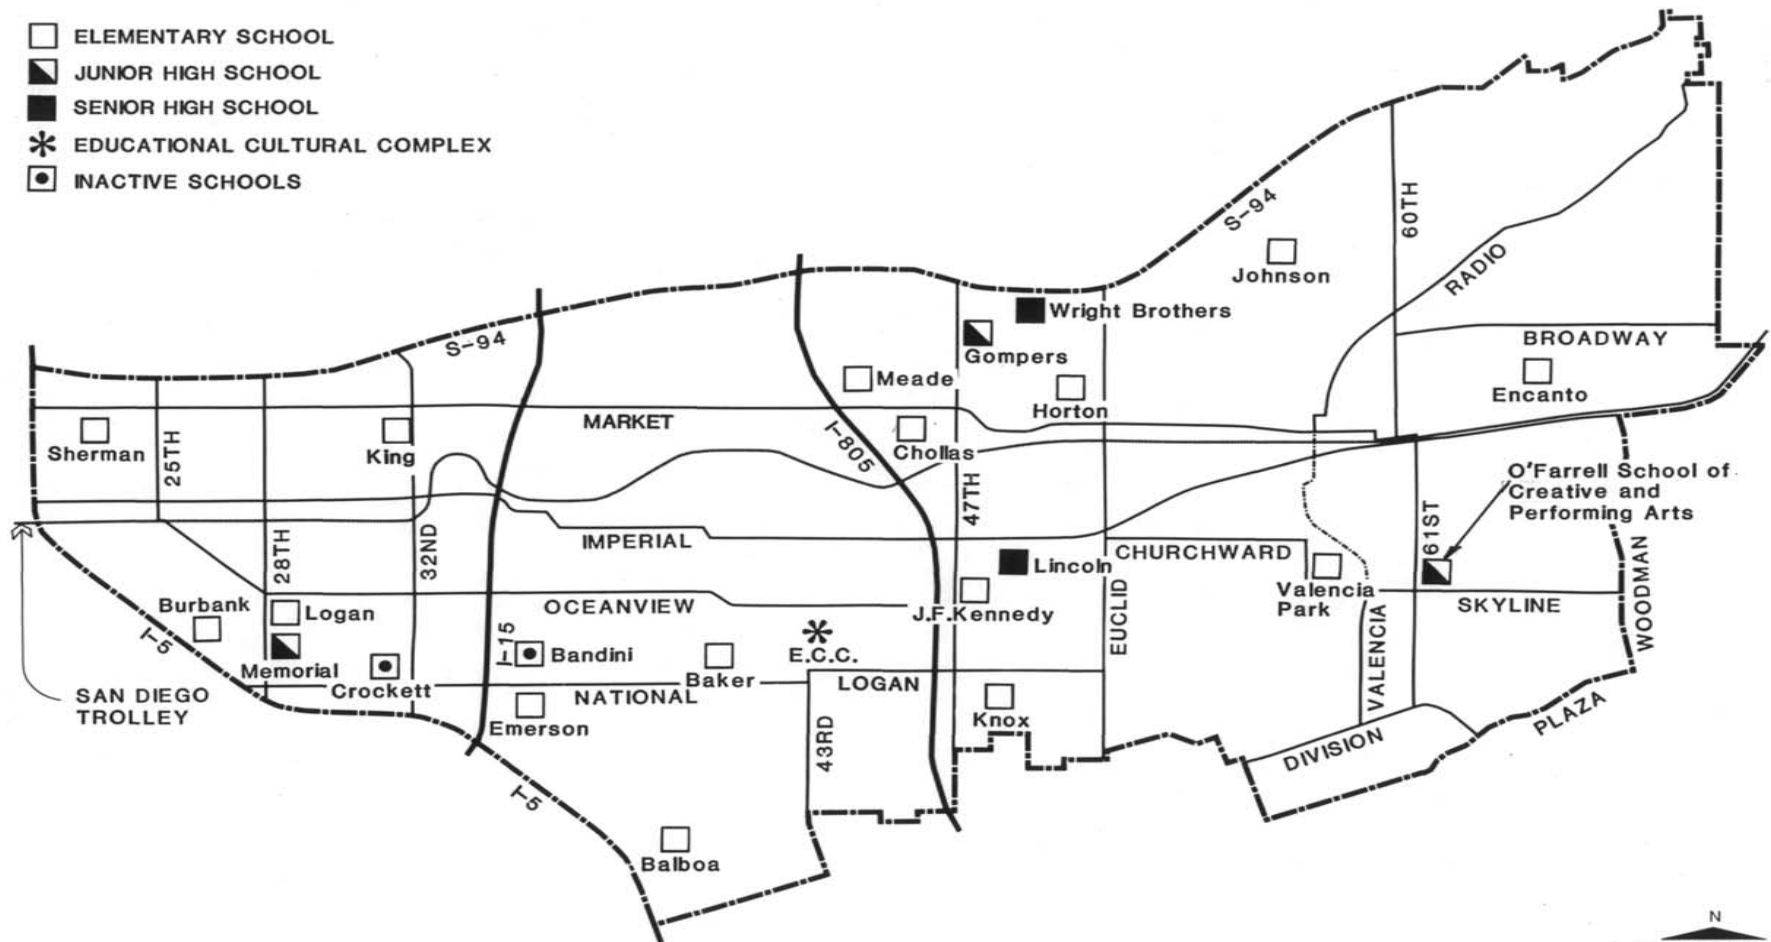 ELEMENTARY SCHOOL
JUNIOR HIGH SCHOOL
SENIOR HIGH SCHOOL
EDUCATIONAL CULTURAL COMPLEX
INACTIVE SCHOOLS
S-94
60TH
Johnson
RADIO
Wright Brothers
Gompers
BROADWAY
S-94
Meade
Encanto
Horton
MARKET
Sherman
25TH
King
I-805
Chollas
47TH
O'Farrell School of
Creative and
Performing Arts
61ST
28TH
32ND
IMPERIAL
CHURCHWARD
Lincoln
Valencia
Park
Burbank
Logan
OCEANVIEW
J.F.Kennedy
EUCLID
SKYLINE
WOODMAN
I-5
Memorial
Crockett
I-15
Bandini
Baker
E.C.C.
LOGAN
VALENCIA
SAN DIEGO
TROLLEY
NATIONAL
Emerson
43RD
Knox
DIVISION
PLAZA
I-5
Balboa
N